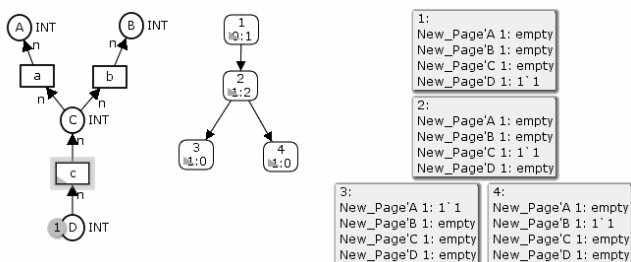 A INT
B INT
n
n
a
b
n
n
C INT
n
c
n
1 D INT
1
0:1
2
1:2
3
1:0
4
1:0
1:
New_Page'A 1: empty
New_Page'B 1: empty
New_Page'C 1: empty
New_Page'D 1: 1`1
2:
New_Page'A 1: empty
New_Page'B 1: empty
New_Page'C 1: 1`1
New_Page'D 1: empty
3:
New_Page'A 1: 1`1
New_Page'B 1: empty
New_Page'C 1: empty
New_Page'D 1: empty
4:
New_Page'A 1: empty
New_Page'B 1: 1`1
New_Page'C 1: empty
New_Page'D 1: empty